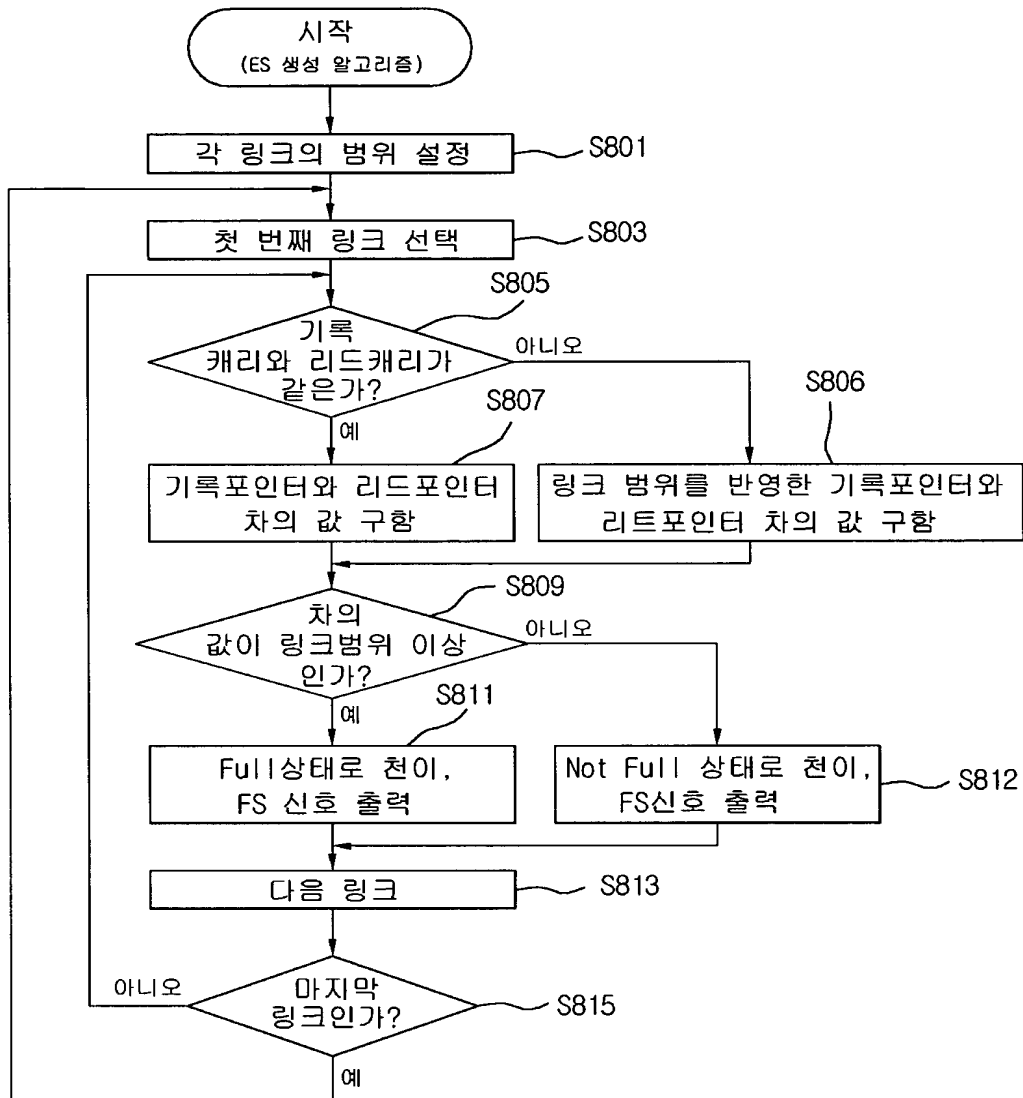 시작
(ES 생성 알고리즘)
각 링크의 범위 설정
S801
첫 번째 링크 선택
S803
S805
기록
캐리와 리드캐리가
같은가?
아니오
예
S807
S806
기록포인터와 리드포인터
차의 값 구함
링크 범위를 반영한 기록포인터와
리트포인터 차의 값 구함
S809
차의
값이 링크범위 이상
인가?
아니오
예
S811
Full상태로 천이,
FS 신호 출력
Not Full 상태로 천이,
FS신호 출력
S812
다음 링크
S813
아니오
마지막
링크인가?
S815
예